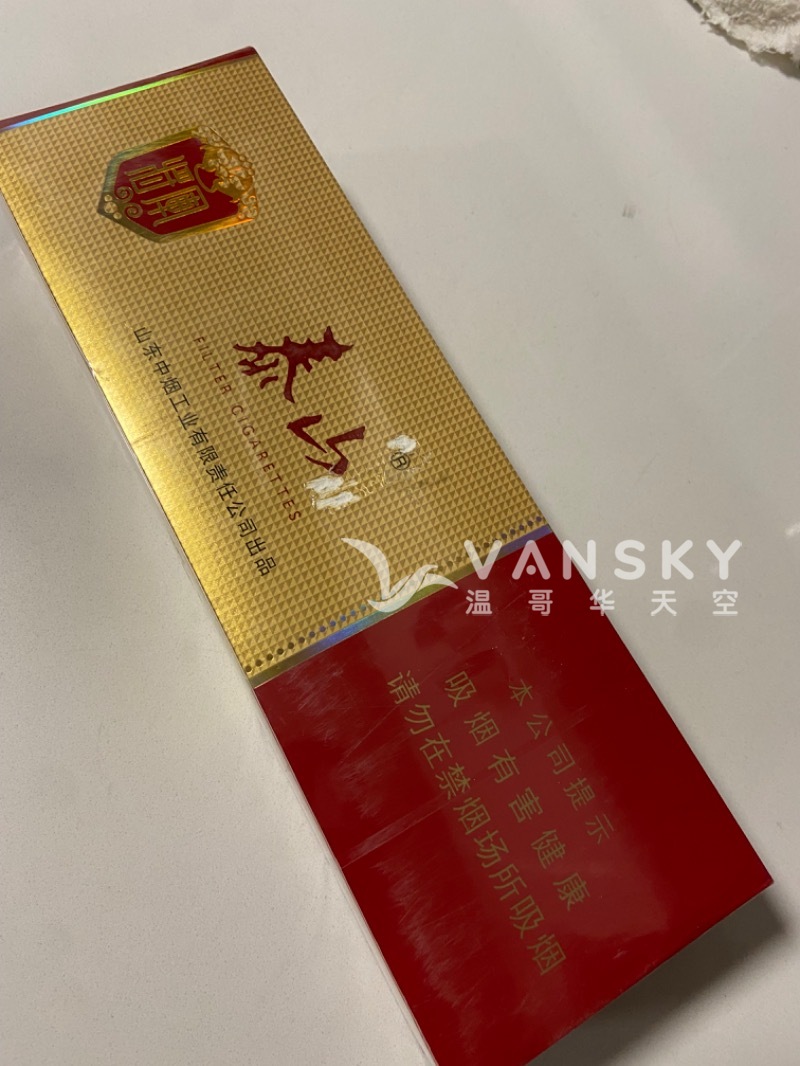 泰山
®
FILTER CIGARETTES
山东中烟工业有限责任公司出品
VANSKY
温哥华天空
本公司提示
吸烟有害健康
请勿在禁烟场所吸烟